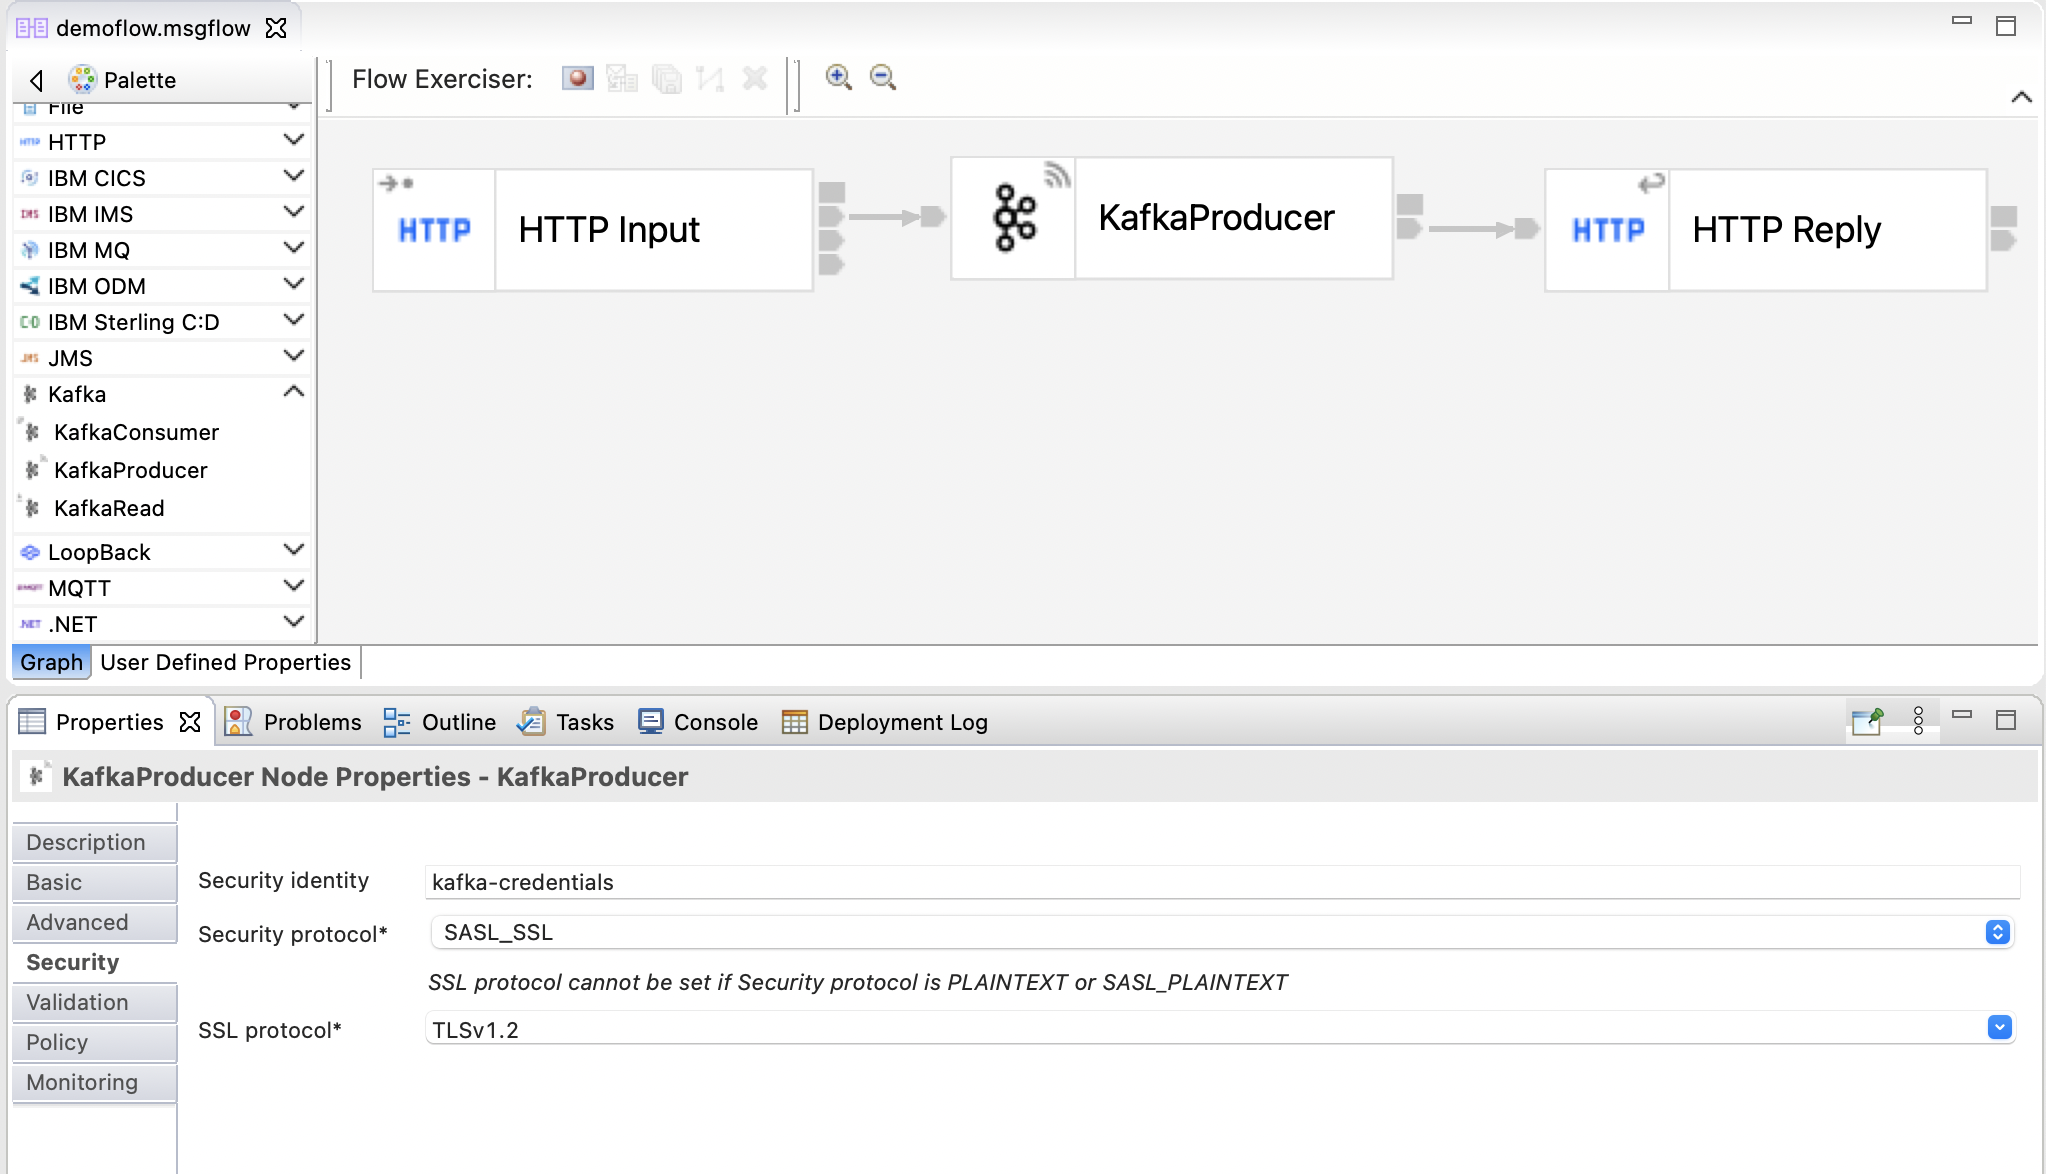 demoflow.msgflow
Palette
Flow Exerciser:
File
HTTP HTTP
IBM CICS
IMS IBM IMS
IBM MQ
IBM ODM
C:D IBM Sterling C:D
JMS JMS
Kafka
KafkaConsumer
KafkaProducer
KafkaRead
LoopBack
MQTT
.NET .NET
HTTP HTTP Input
KafkaProducer
HTTP HTTP Reply
Graph User Defined Properties
Properties Problems Outline Tasks Console Deployment Log
KafkaProducer Node Properties - KafkaProducer
Description
Basic
Advanced
Security
Validation
Policy
Monitoring
Security identity kafka-credentials
Security protocol* SASL_SSL
SSL protocol cannot be set if Security protocol is PLAINTEXT or SASL_PLAINTEXT
SSL protocol* TLSv1.2